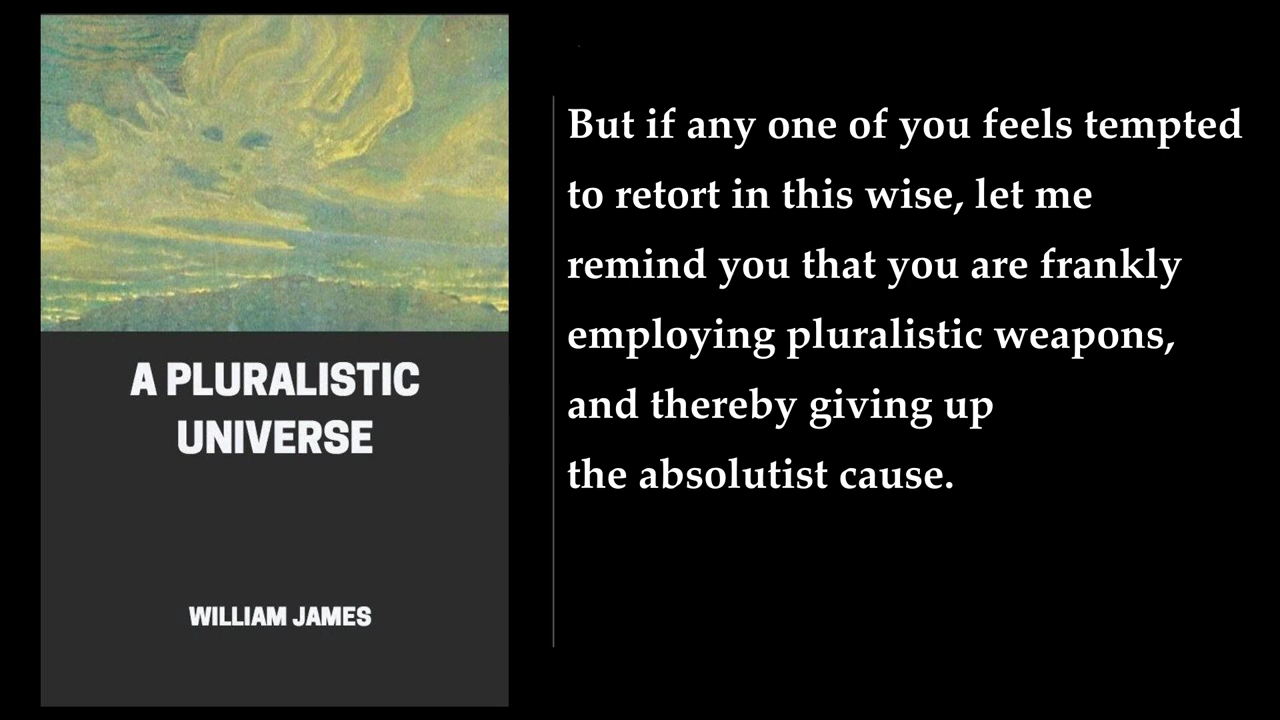 A PLURALISTIC
UNIVERSE
WILLIAM JAMES
But if any one of you feels tempted
to retort in this wise, let me
remind you that you are frankly
employing pluralistic weapons,
and thereby giving up
the absolutist cause.